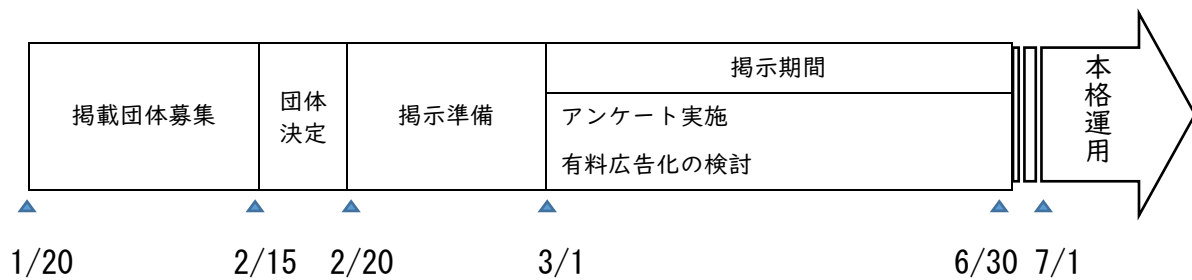 掲載団体募集
団体
決定
掲示準備
掲示期間
アンケート実施
有料広告化の検討
本格運用
1/20
2/15
2/20
3/1
6/30
7/1